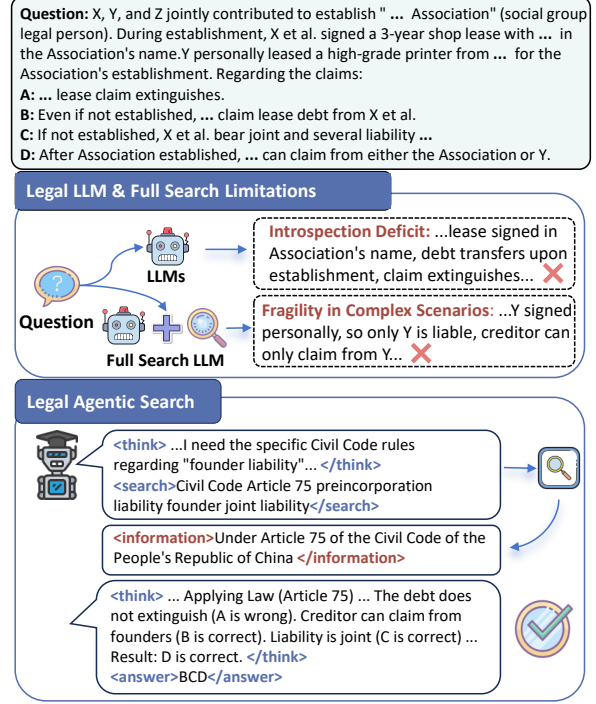 Question: X, Y, and Z jointly contributed to establish " ... Association" (social group
legal person). During establishment, X et al. signed a 3-year shop lease with ... in
the Association's name.Y personally leased a high-grade printer from ... for the
Association's establishment. Regarding the claims:
A: ... lease claim extinguishes.
B: Even if not established, ... claim lease debt from X et al.
C: If not established, X et al. bear joint and several liability ...
D: After Association established, ... can claim from either the Association or Y.
Legal LLM & Full Search Limitations
Question
LLMs
Full Search LLM
Introspection Deficit: ...lease signed in
Association's name, debt transfers upon
establishment, claim extinguishes...
Fragility in Complex Scenarios: ...Y signed
personally, so only Y is liable, creditor can
only claim from Y...
Legal Agentic Search
<think> ...I need the specific Civil Code rules
regarding "founder liability"... </think>
<search>Civil Code Article 75 preincorporation
liability founder joint liability</search>
<information>Under Article 75 of the Civil Code of the
People's Republic of China </information>
<think> ... Applying Law (Article 75) ... The debt does
not extinguish (A is wrong). Creditor can claim from
founders (B is correct). Liability is joint (C is correct) ...
Result: D is correct. </think>
<answer>BCD</answer>